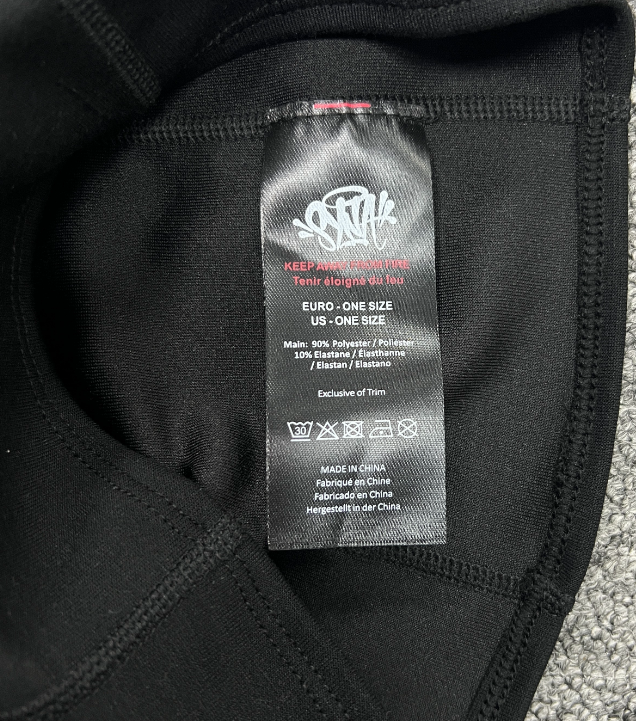 SYNA
KEEP AWAY FROM FIRE
Tenir éloigné du feu
EURO - ONE SIZE
US - ONE SIZE
Main: 90% Polyester / Poliester
10% Elastane / Élasthanne
/ Elastan / Elastano
Exclusive of Trim
30
MADE IN CHINA
Fabriqué en Chine
Fabricado en China
Hergestellt in der China